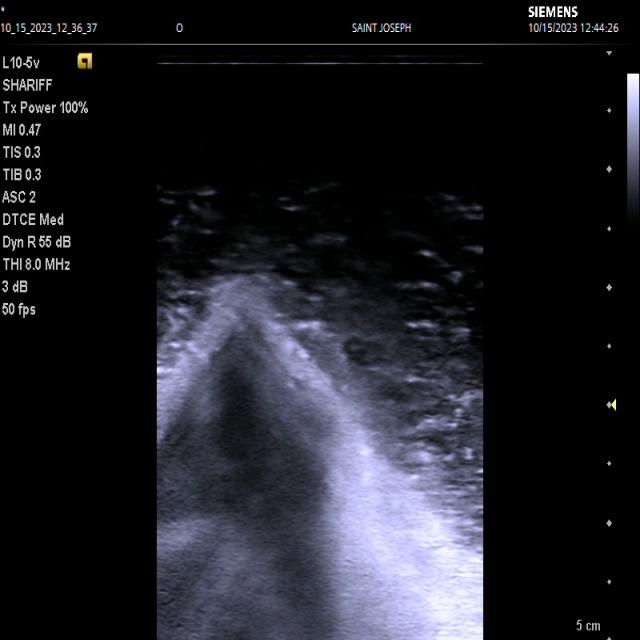 SIEMENS
10_15_2023_12_36_37 O SAINT JOSEPH 10/15/2023 12:44:26
L10-5v
SHARIFF
Tx Power 100%
MI 0.47
TIS 0.3
TIB 0.3
ASC 2
DTCE Med
Dyn R 55 dB
THI 8.0 MHz
3 dB
50 fps
5 cm